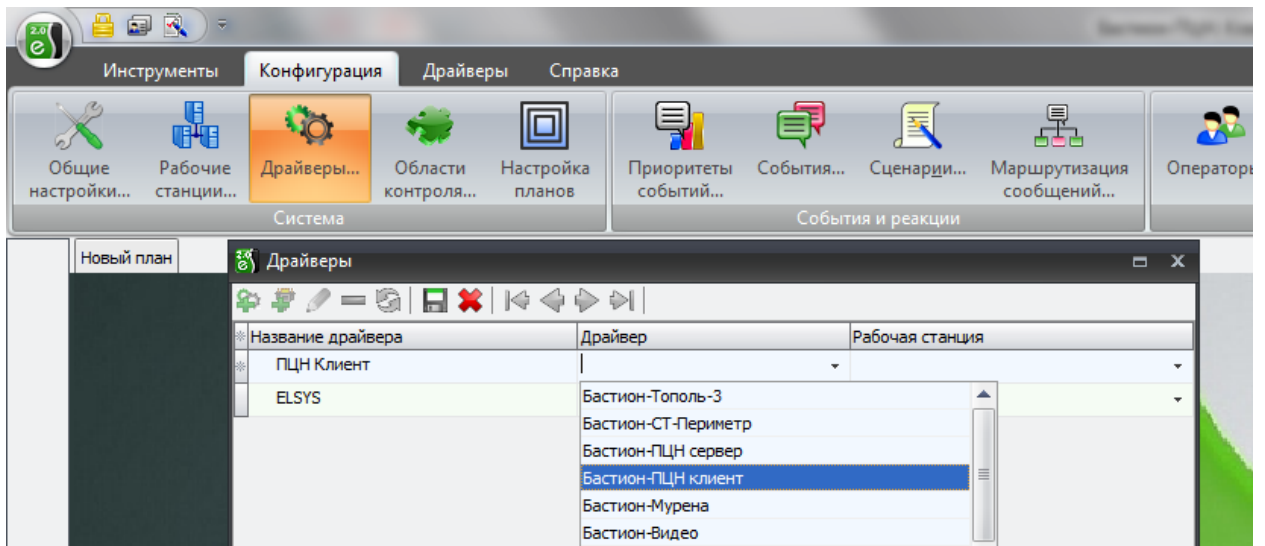 2.0
Инструменты Конфигурация Драйверы Справка
Общие настройки...
Рабочие станции...
Драйверы...
Области контроля...
Настройка планов
Приоритеты событий...
События...
Сценарии...
Маршрутизация сообщений...
Операторы
Система
События и реакции
Новый план
2.0
Драйверы
Название драйвера Драйвер Рабочая станция
ПЦН Клиент
ELSYS
Бастион-Тополь-3
Бастион-СТ-Периметр
Бастион-ПЦН сервер
Бастион-ПЦН клиент
Бастион-Мурена
Бастион-Видео